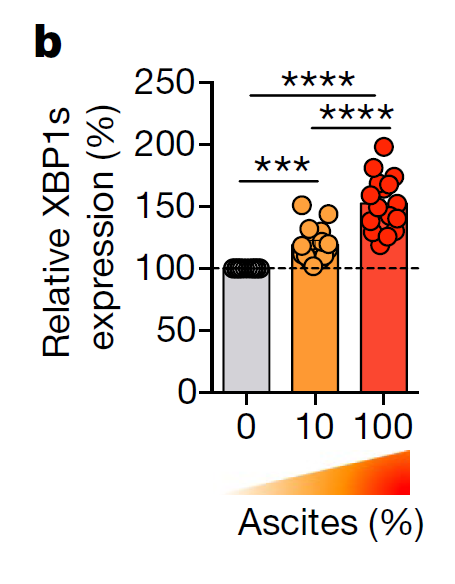 b
Relative XBP1s
expression (%)
250
200
150
100
50
0
****
****
***
0 10 100
Ascites (%)